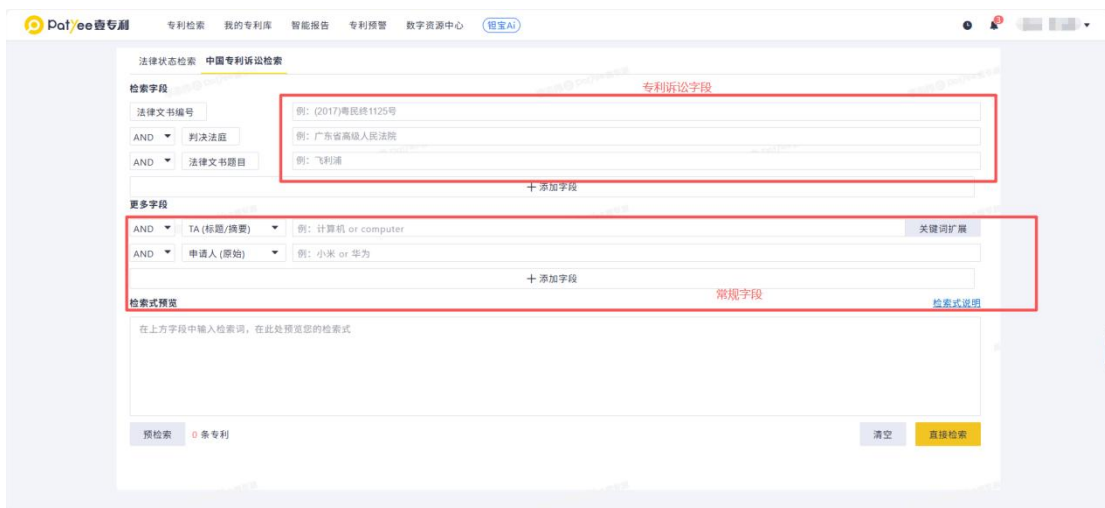 Patyee壹专利 专利检索 我的专利库 智能报告 专利预警 数字资源中心 钽宝Ai 3
法律状态检索 中国专利诉讼检索
检索字段 专利诉讼字段
法律文书编号 例：(2017)粤民终1125号
AND 判决法庭 例：广东省高级人民法院
AND 法律文书题目 例：飞利浦
+ 添加字段
更多字段
AND TA (标题/摘要) 例：计算机 or computer 关键词扩展
AND 申请人 (原始) 例：小米 or 华为
+ 添加字段
常规字段
检索式预览 检索式说明
在上方字段中输入检索词，在此处预览您的检索式
预检索 0 条专利 清空 直接检索